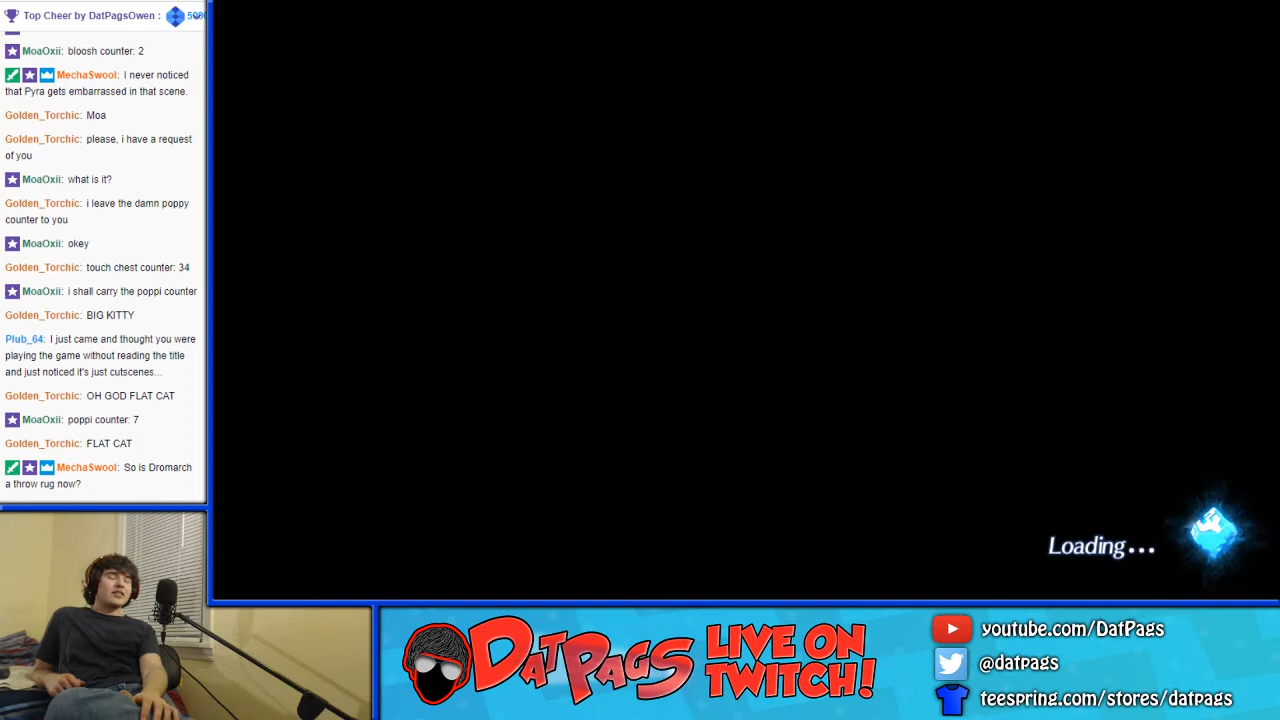 Top Cheer by DatPagsOwen :
MoaOxii: bloosh counter: 2
MechaSwool: I never noticed
that Pyra gets embarrassed in that scene.
Golden_Torchic: Moa
Golden_Torchic: please, i have a request
of you
MoaOxii: what is it?
Golden_Torchic: i leave the damn poppy
counter to you
MoaOxii: okey
Golden_Torchic: touch chest counter: 34
MoaOxii: i shall carry the poppi counter
Golden_Torchic: BIG KITTY
Plub_64: I just came and thought you were
playing the game without reading the title
and just noticed it's just cutscenes...
Golden_Torchic: OH GOD FLAT CAT
MoaOxii: poppi counter: 7
Golden_Torchic: FLAT CAT
MechaSwool: So is Dromarch
a throw rug now?
Loading...
DATPAGS
LIVE ON
TWITCH!
youtube.com/DatPags
@datpags
teespring.com/stores/datpags